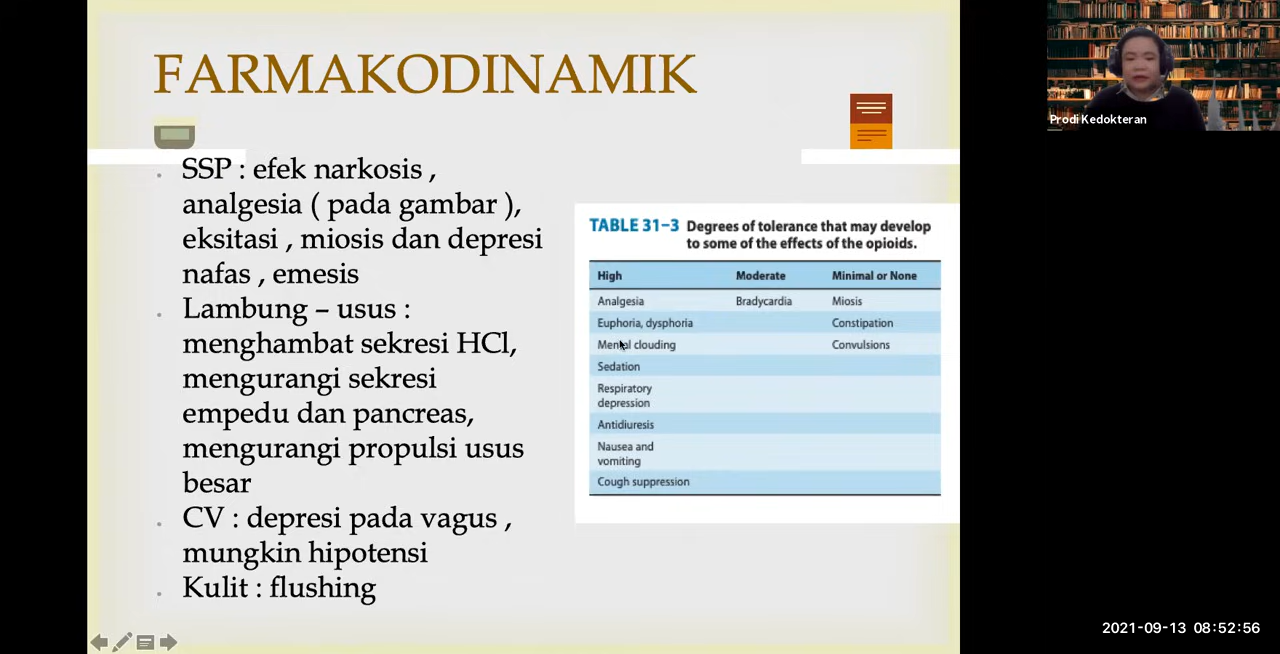 FARMAKODINAMIK
SSP : efek narkosis ,
analgesia ( pada gambar ),
eksitasi , miosis dan depresi
nafas , emesis
Lambung – usus :
menghambat sekresi HCl,
mengurangi sekresi
empedu dan pancreas,
mengurangi propulsi usus
besar
CV : depresi pada vagus ,
mungkin hipotensi
Kulit : flushing
TABLE 31–3 Degrees of tolerance that may develop
to some of the effects of the opioids.
High Moderate Minimal or None
Analgesia Bradycardia Miosis
Euphoria, dysphoria Constipation
Mental clouding Convulsions
Sedation
Respiratory
depression
Antidiuresis
Nausea and
vomiting
Cough suppression
Prodi Kedokteran
2021-09-13 08:52:56